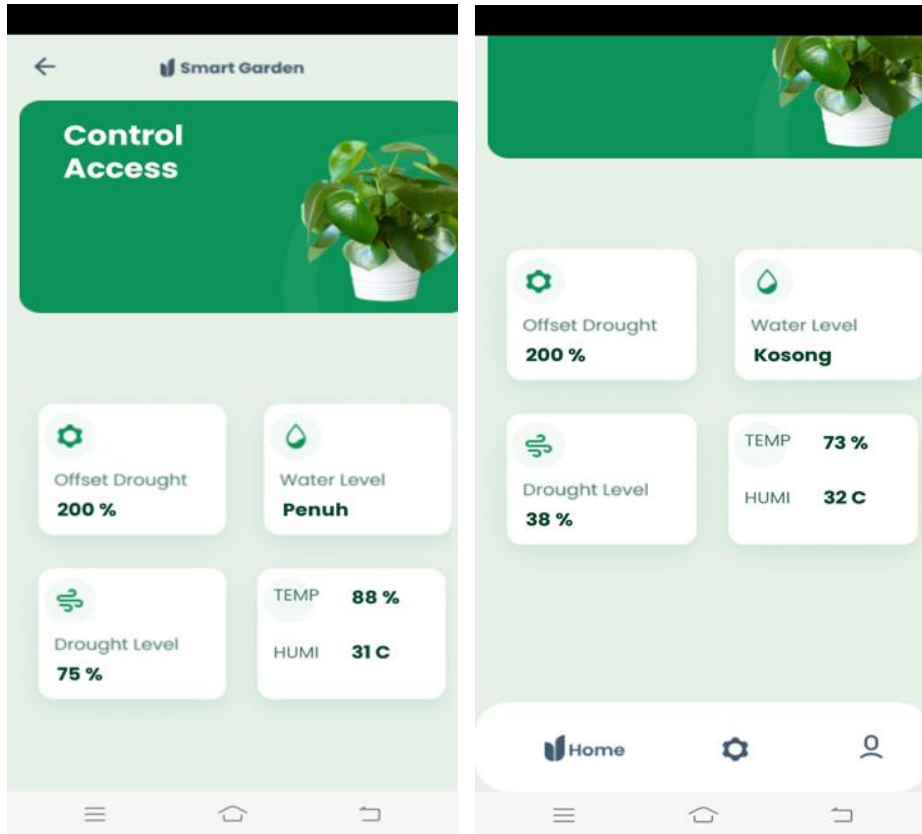 Smart Garden
Control
Access
Offset Drought
200 %
Water Level
Penuh
Drought Level
75 %
TEMP 88 %
HUMI 31 C
Offset Drought
200 %
Water Level
Kosong
Drought Level
38 %
TEMP 73 %
HUMI 32 C
Home